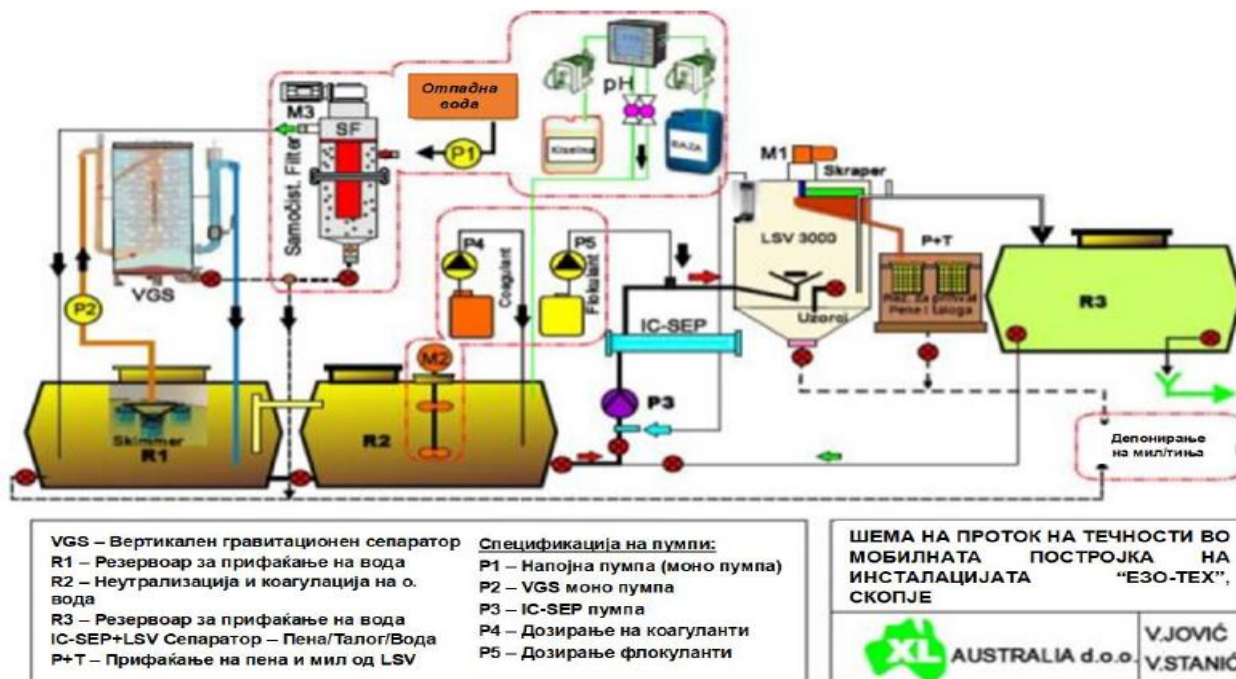 Отпадна
вода
M3
SF
P1
Samočist. Filter
pH
Kiselina
BAZA
M1
Skraper
LSV 3000
P+T
Pene i taloga
R3
VGS
P2
P4
Coagulant
P5
Flokulant
IC-SEP
Uzorci
M2
P3
Skimmer
R1
R2
Депонирање
на мил/тиња
VGS – Вертикален гравитационен сепаратор
R1 – Резервоар за прифаќање на вода
R2 – Неутрализација и коагулација на о.
вода
R3 – Резервоар за прифаќање на вода
IC-SEP+LSV Сепаратор – Пена/Талог/Вода
P+T – Прифаќање на пена и мил од LSV
Спецификација на пумпи:
P1 – Напојна пумпа (моно пумпа)
P2 – VGS моно пумпа
P3 – IC-SEP пумпа
P4 – Дозирање на коагуланти
P5 – Дозирање флокуланти
ШЕМА НА ПРОТОК НА ТЕЧНОСТИ ВО
МОБИЛНАТА ПОСТРОЈКА НА
ИНСТАЛАЦИЈАТА “ЕЗО-ТЕХ”,
СКОПЈЕ
XL AUSTRALIA d.o.o.
V.JOVIĆ
V.STANIĆ